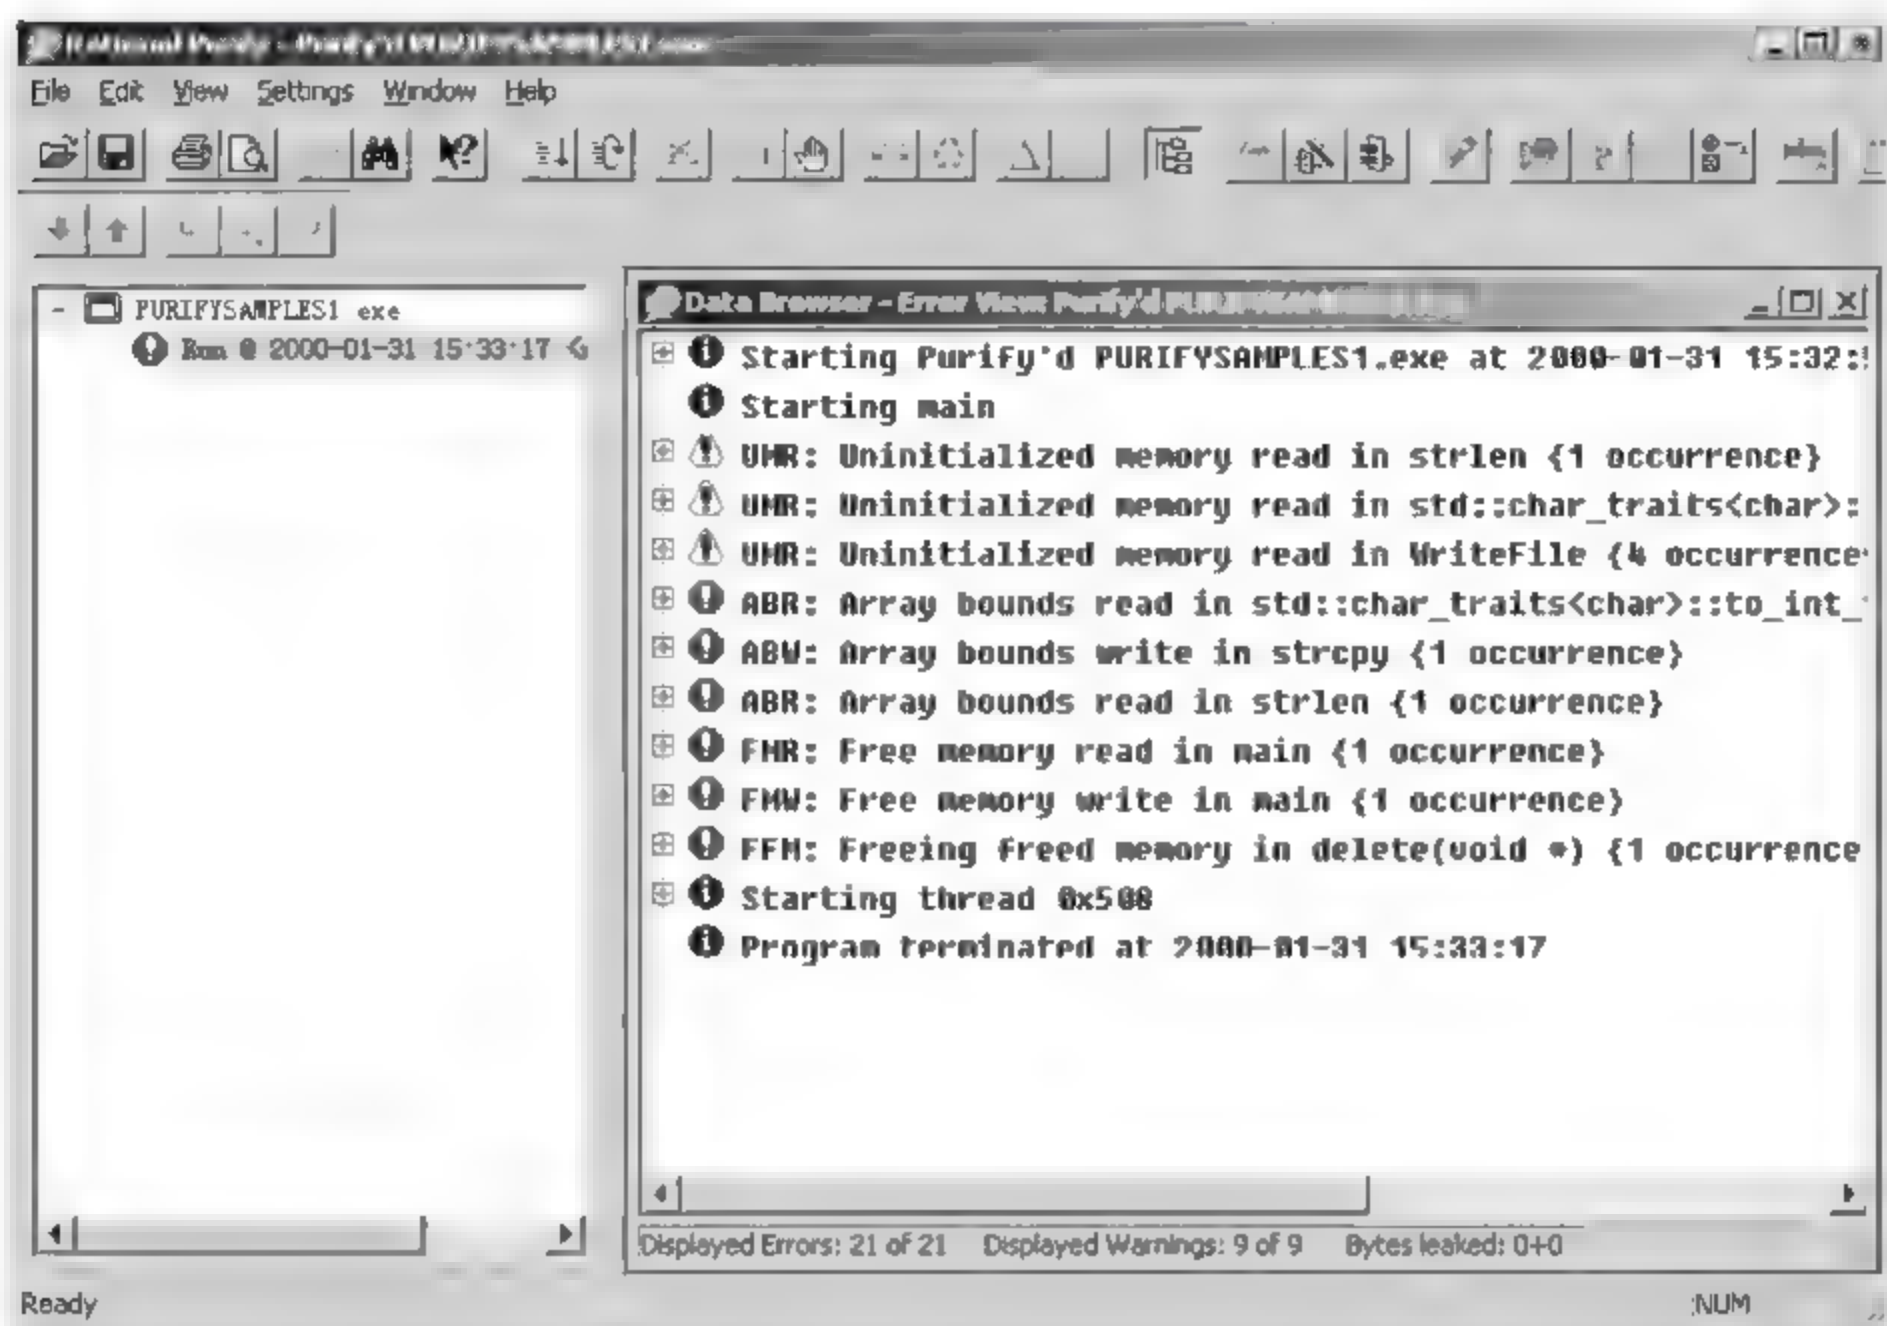 File Edit View Settings Window Help
PURIFYSAMPLES1 exe
Run @ 2000-01-31 15:33:17
Data Browser - Error View: Purify'd
Starting Purify'd PURIFYSAMPLES1.exe at 2000-01-31 15:32:
Starting main
UMR: Uninitialized memory read in strlen {1 occurrence}
UMR: Uninitialized memory read in std::char_traits<char>:
UMR: Uninitialized memory read in WriteFile {4 occurrence
ABR: Array bounds read in std::char_traits<char>::to_int_
ABW: Array bounds write in strcpy {1 occurrence}
ABR: Array bounds read in strlen {1 occurrence}
FMR: Free memory read in main {1 occurrence}
FMW: Free memory write in main {1 occurrence}
FFM: Freeing freed memory in delete(void *) {1 occurrence
Starting thread 0x508
Program terminated at 2000-01-31 15:33:17
Displayed Errors: 21 of 21 Displayed Warnings: 9 of 9 Bytes leaked: 0+0
Ready NUM